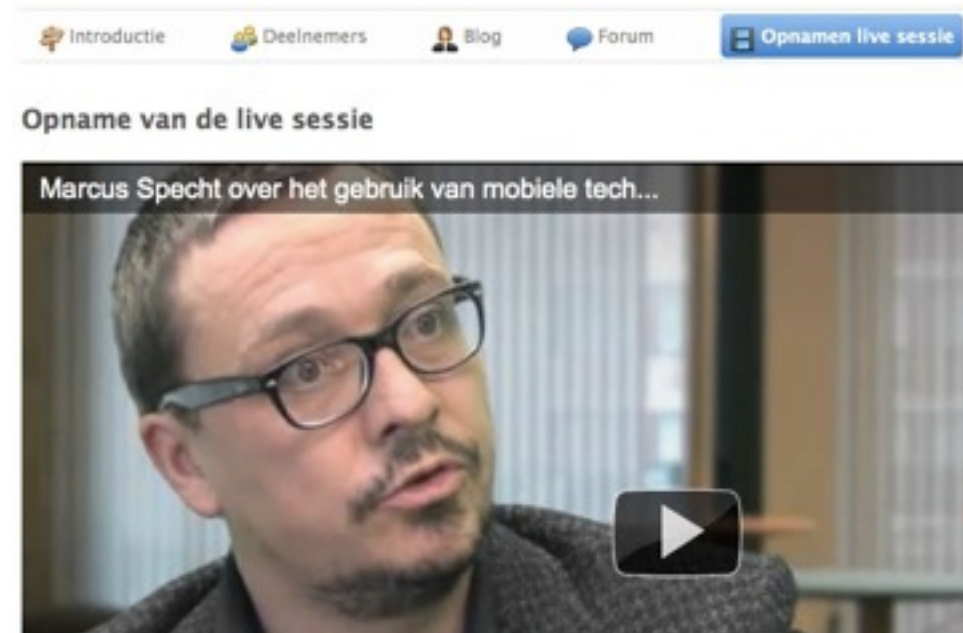 Introductie Deelnemers Blog Forum Opnamen live sessie
Opname van de live sessie
Marcus Specht over het gebruik van mobiele tech...